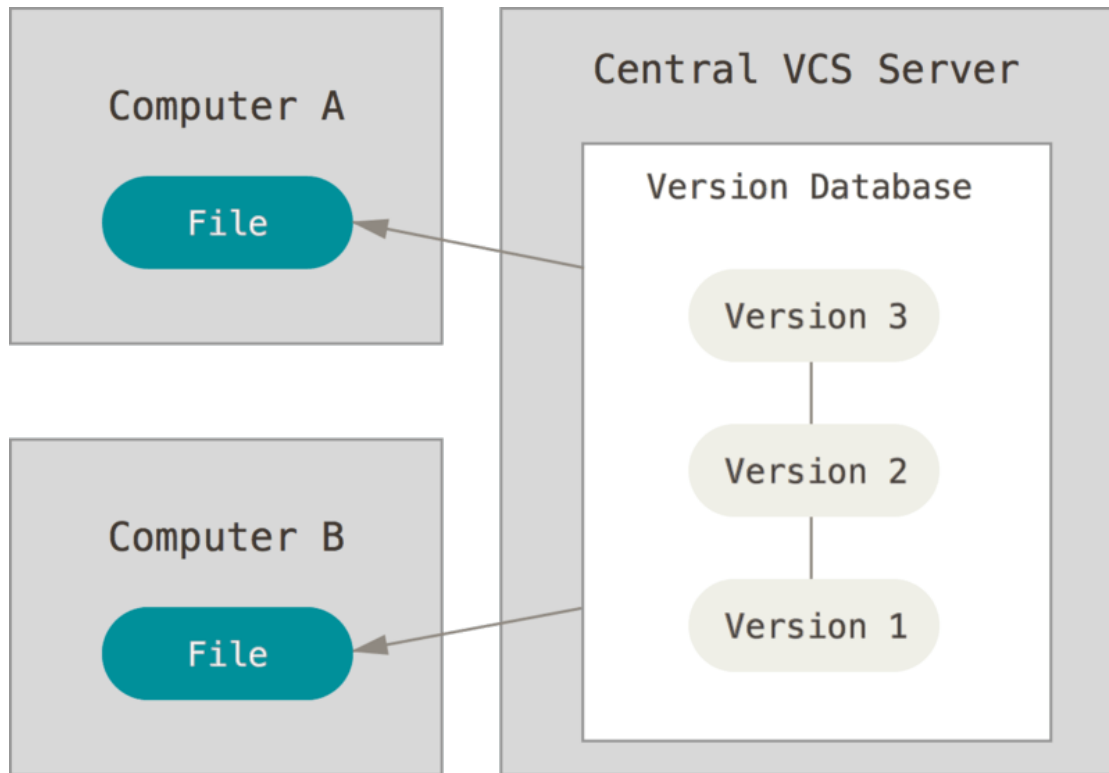 Computer A
File
Computer B
File
Central VCS Server
Version Database
Version 3
Version 2
Version 1